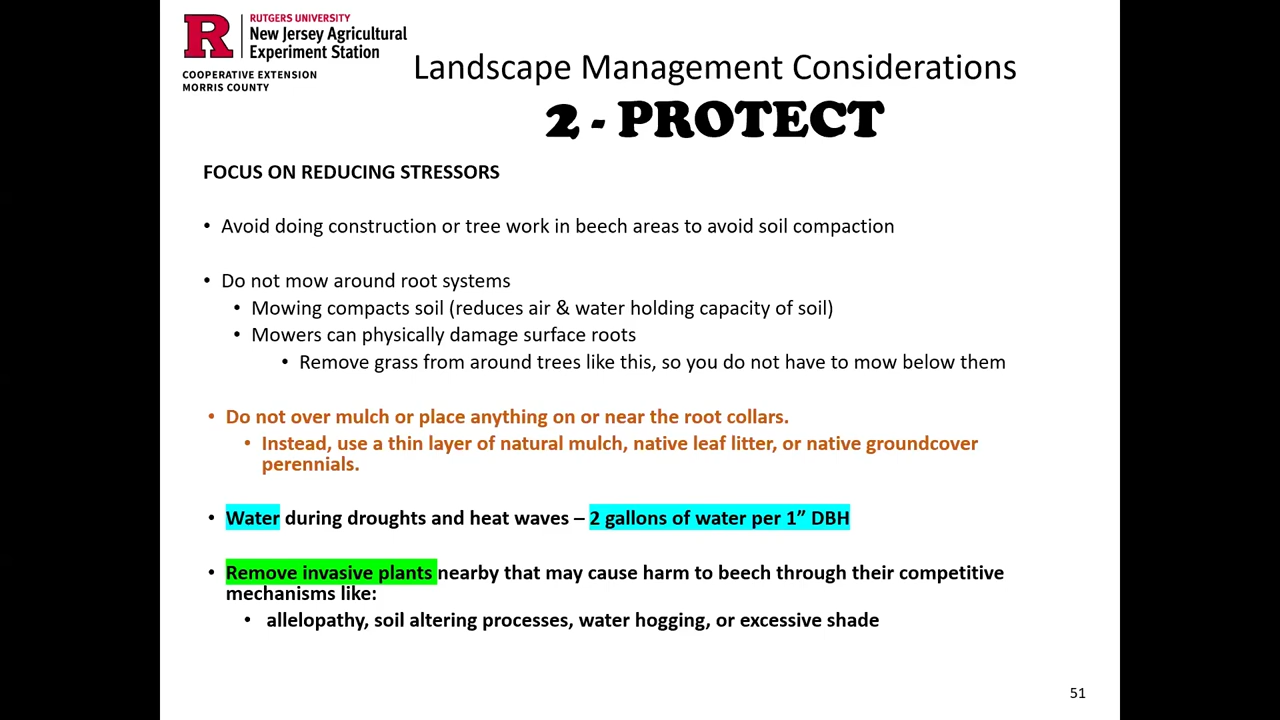 RUTGERS UNIVERSITY
New Jersey Agricultural
Experiment Station
COOPERATIVE EXTENSION
MORRIS COUNTY
Landscape Management Considerations
2 - PROTECT
FOCUS ON REDUCING STRESSORS
• Avoid doing construction or tree work in beech areas to avoid soil compaction
• Do not mow around root systems
• Mowing compacts soil (reduces air & water holding capacity of soil)
• Mowers can physically damage surface roots
• Remove grass from around trees like this, so you do not have to mow below them
• Do not over mulch or place anything on or near the root collars.
• Instead, use a thin layer of natural mulch, native leaf litter, or native groundcover
perennials.
• Water during droughts and heat waves – 2 gallons of water per 1” DBH
• Remove invasive plants nearby that may cause harm to beech through their competitive
mechanisms like:
• allelopathy, soil altering processes, water hogging, or excessive shade
51